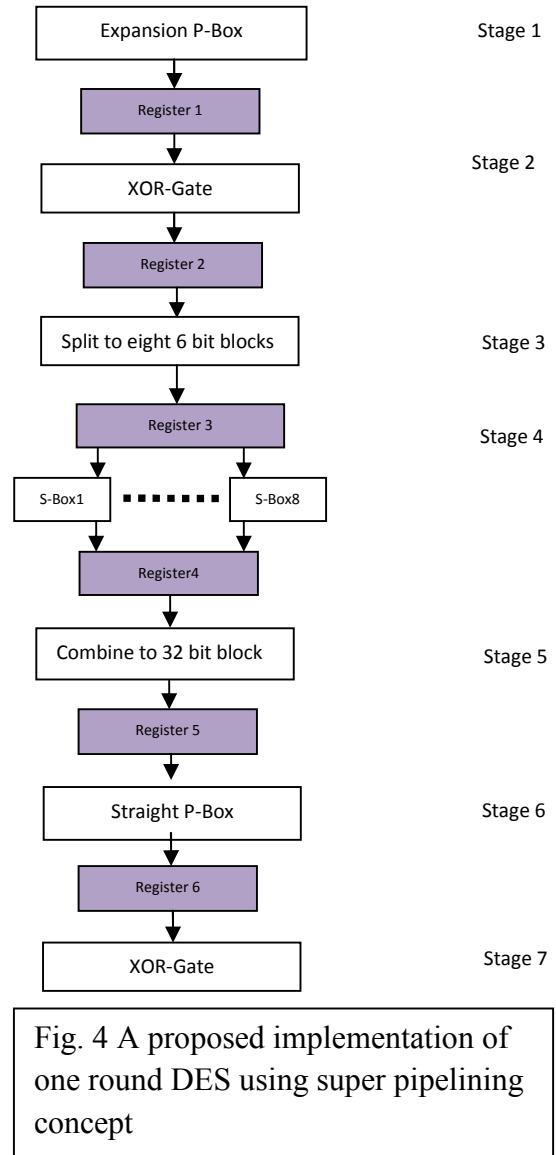 Expansion P-Box
Stage 1
Register 1
Stage 2
XOR-Gate
Register 2
Split to eight 6 bit blocks
Stage 3
Register 3
Stage 4
S-Box1
S-Box8
Register4
Combine to 32 bit block
Stage 5
Register 5
Straight P-Box
Stage 6
Register 6
XOR-Gate
Stage 7
Fig. 4 A proposed implementation of
one round DES using super pipelining
concept